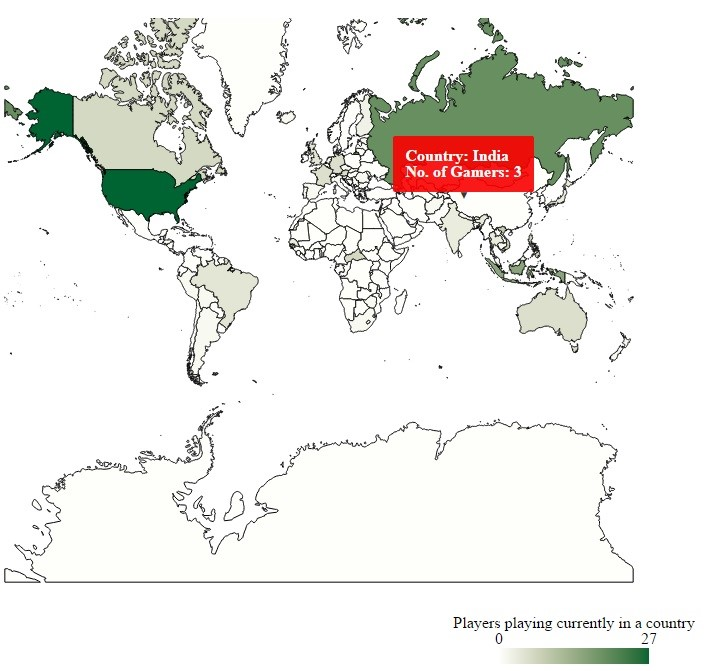 Country: India
No. of Gamers: 3
Players playing currently in a country
0 27